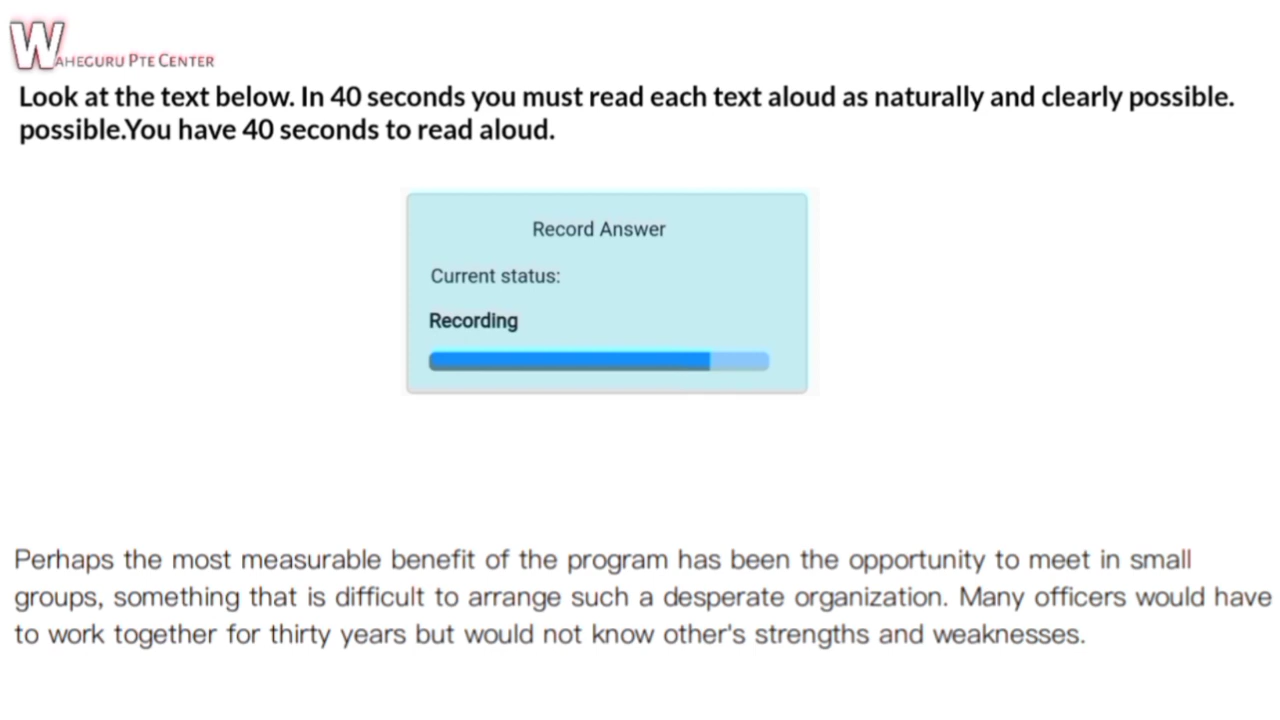 WAHEGURU PTE CENTER
Look at the text below. In 40 seconds you must read each text aloud as naturally and clearly possible.
possible.You have 40 seconds to read aloud.
Record Answer
Current status:
Recording
Perhaps the most measurable benefit of the program has been the opportunity to meet in small
groups, something that is difficult to arrange such a desperate organization. Many officers would have
to work together for thirty years but would not know other's strengths and weaknesses.